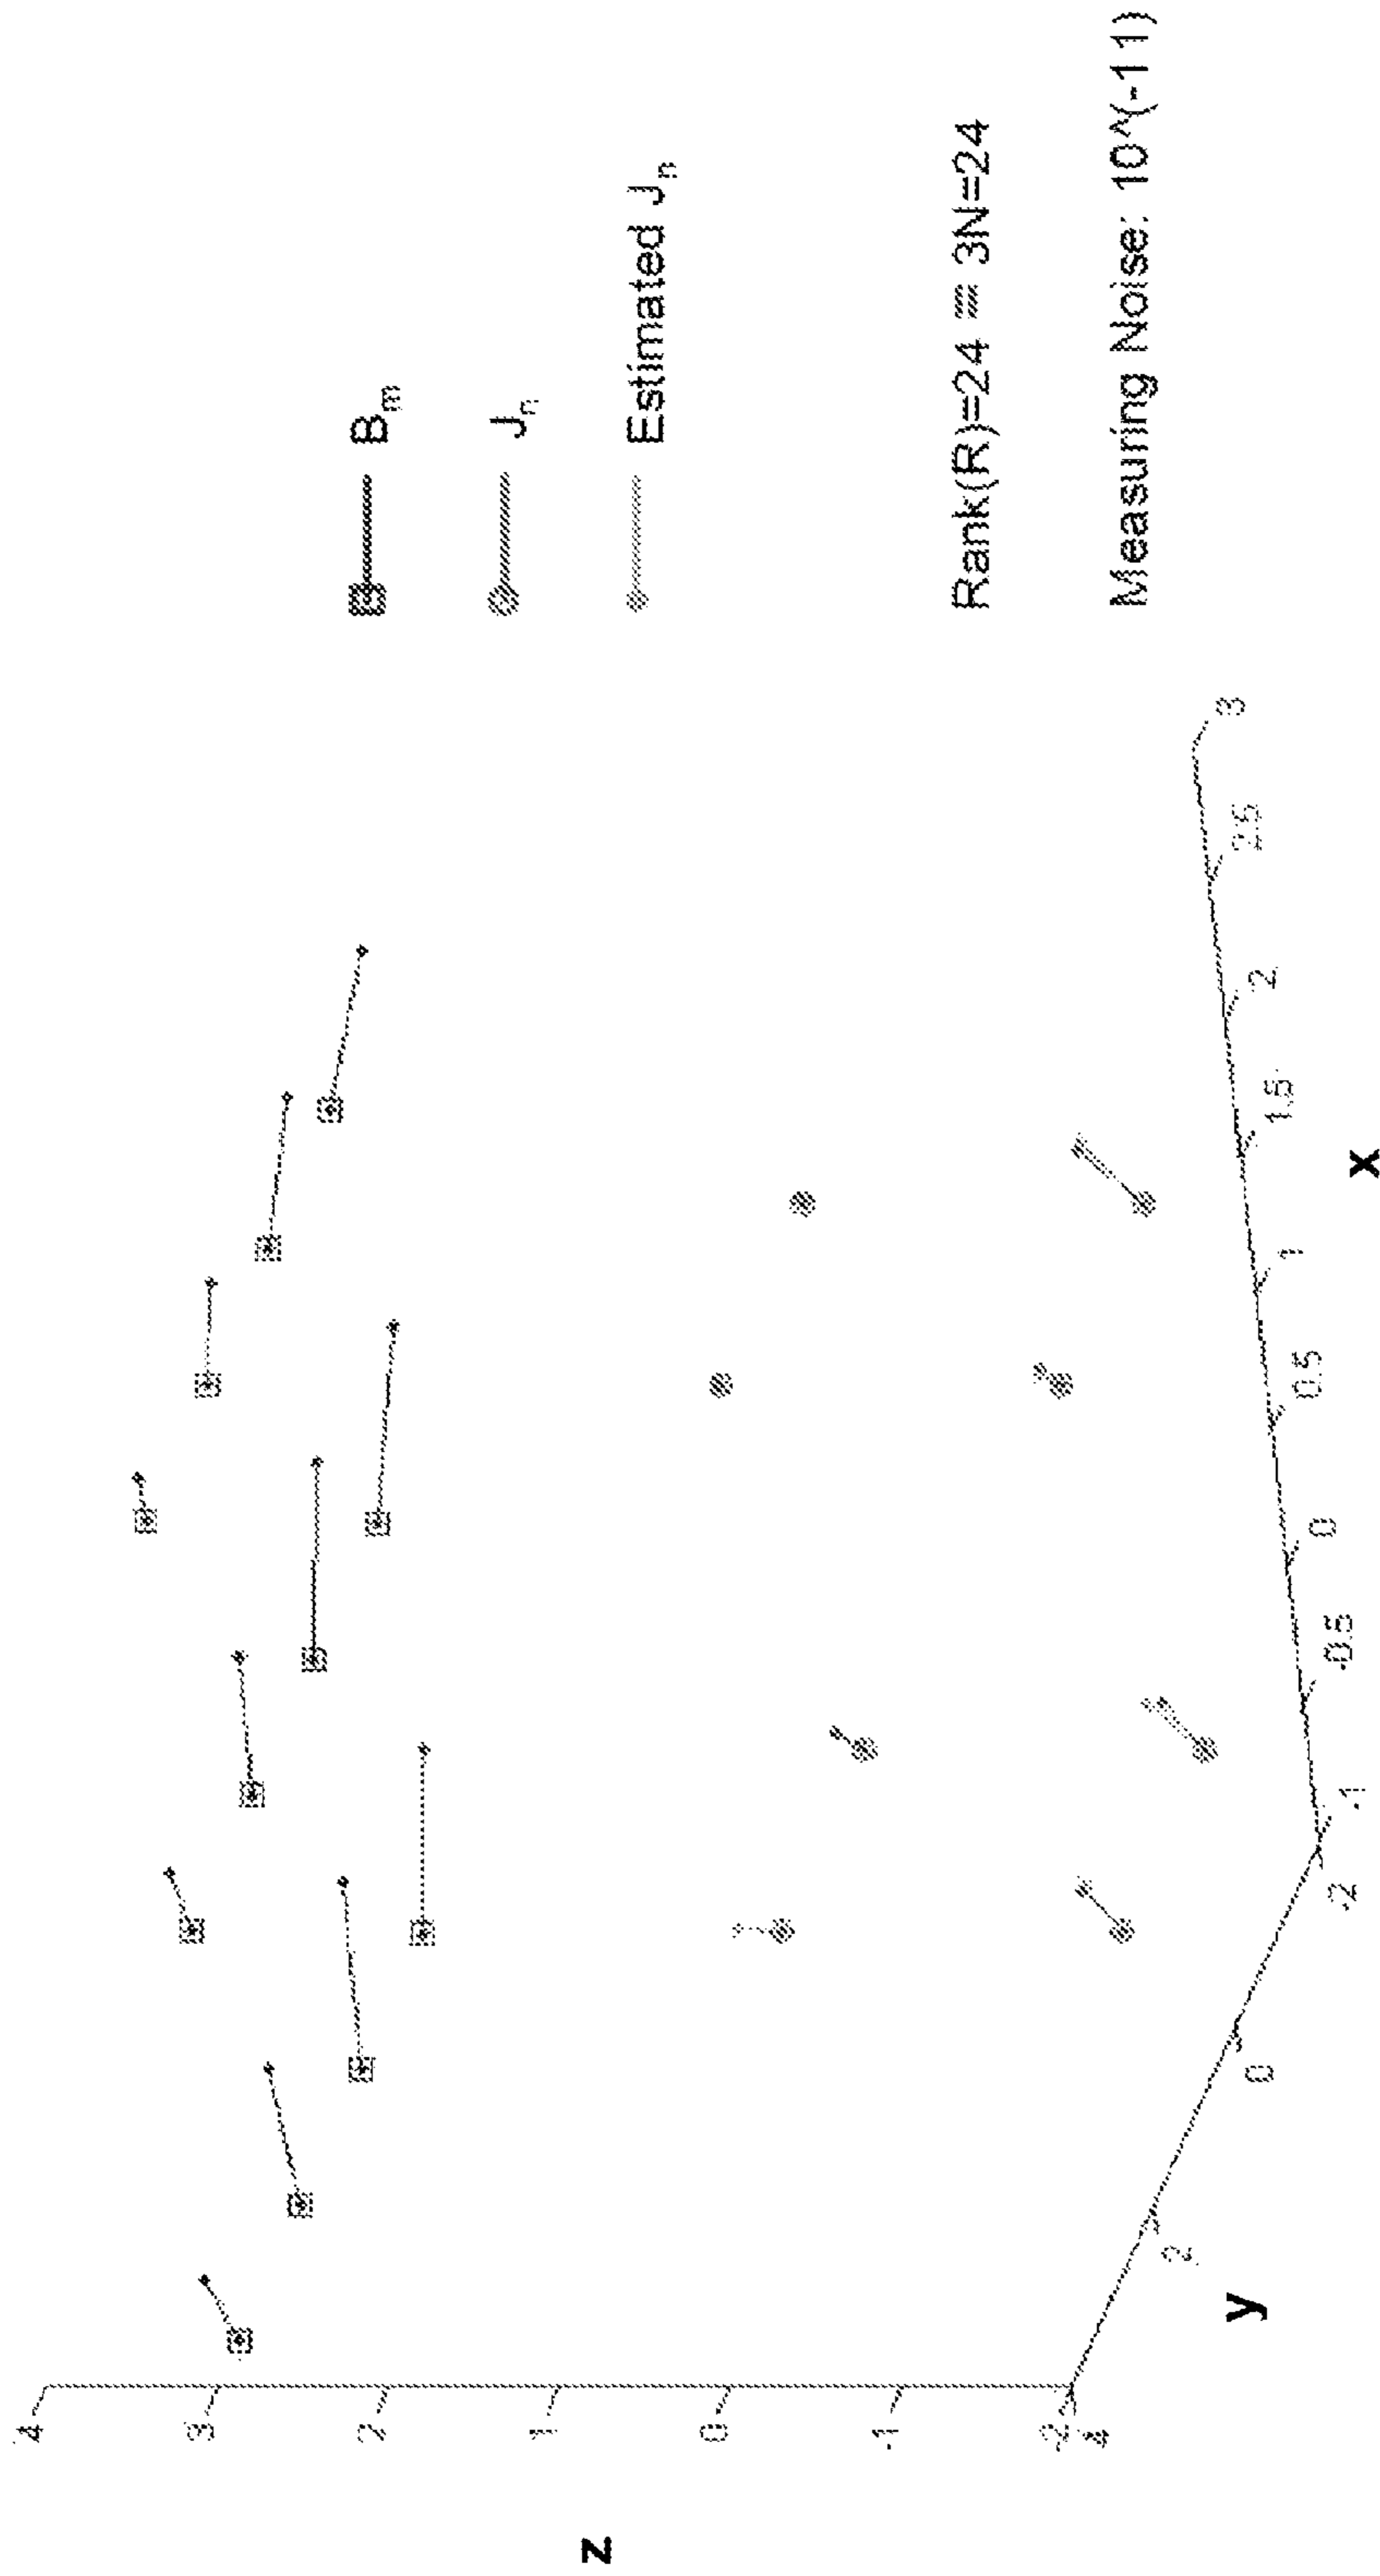 B_m
J_n
Estimated J_n
Rank(R)=24 ≡ 3N=24
Measuring Noise: 10^(-11)
z
4
3
2
1
0
-1
-2
y
4
2
0
-2
x
-1
-0.5
0
0.5
1
1.5
2
2.5
3